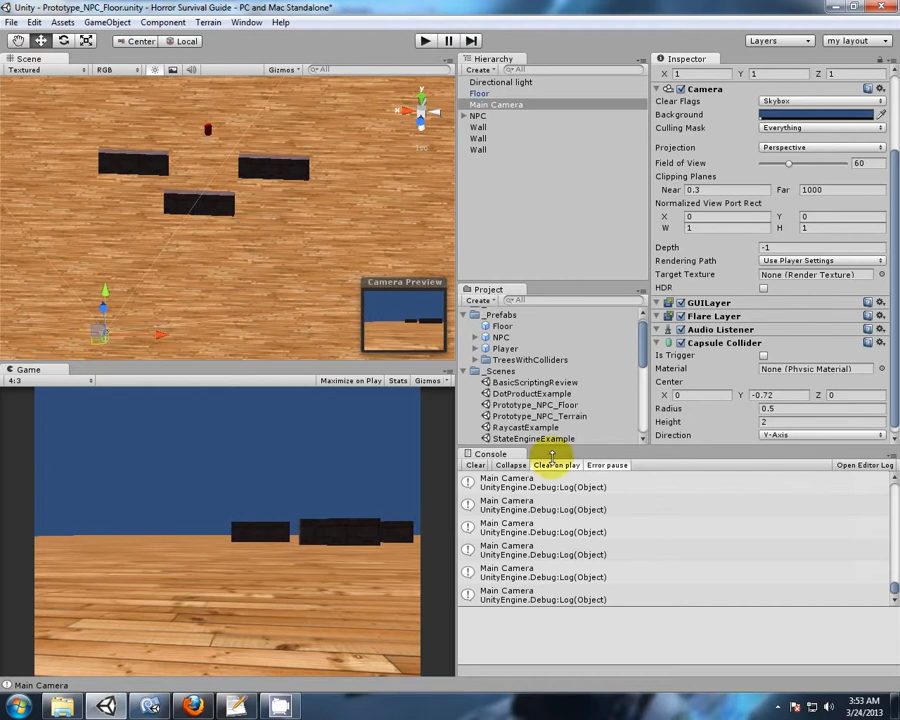 Unity - Prototype_NPC_Floor.unity - Horror Survival Guide - PC and Mac Standalone*
File Edit Assets GameObject Component Terrain Window Help
Center Local Layers my layout
Scene
Textured RGB Gizmos All
y
x
Iso
Camera Preview
Game
4:3 Maximize on Play Stats Gizmos
Hierarchy
Create All
Directional light
Floor
Main Camera
NPC
Wall
Wall
Wall
Project
Create All
_Prefabs
Floor
NPC
Player
TreesWithColliders
_Scenes
BasicScriptingReview
DotProductExample
Prototype_NPC_Floor
Prototype_NPC_Terrain
RaycastExample
StateEngineExample
Inspector
X 1 Y 1 Z 1
Camera
Clear Flags Skybox
Background
Culling Mask Everything
Projection Perspective
Field of View 60
Clipping Planes
Near 0.3 Far 1000
Normalized View Port Rect
X 0 Y 0
W 1 H 1
Depth -1
Rendering Path Use Player Settings
Target Texture None (Render Texture)
HDR
GUILayer
Flare Layer
Audio Listener
Capsule Collider
Is Trigger
Material None (Physic Material)
Center
X 0 Y -0.72 Z 0
Radius 0.5
Height 2
Direction Y-Axis
Console
Clear Collapse Clear on play Error pause Open Editor Log
Main Camera
UnityEngine.Debug:Log(Object)
Main Camera
UnityEngine.Debug:Log(Object)
Main Camera
UnityEngine.Debug:Log(Object)
Main Camera
UnityEngine.Debug:Log(Object)
Main Camera
UnityEngine.Debug:Log(Object)
Main Camera
UnityEngine.Debug:Log(Object)
Main Camera
3:53 AM
3/24/2013